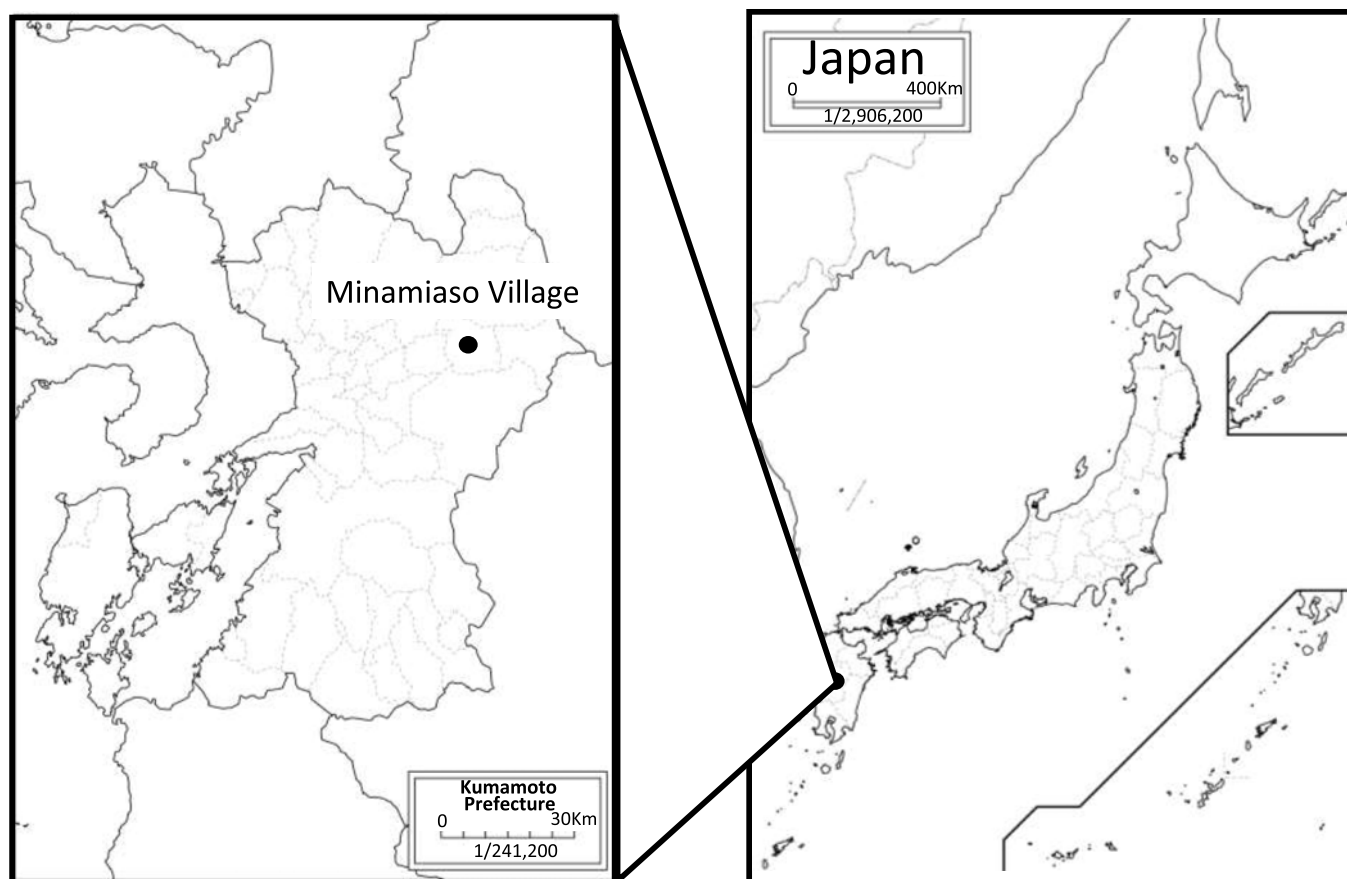 Minamiaso Village
Kumamoto
Prefecture
0 30Km
1/241,200
Japan
0 400Km
1/2,906,200